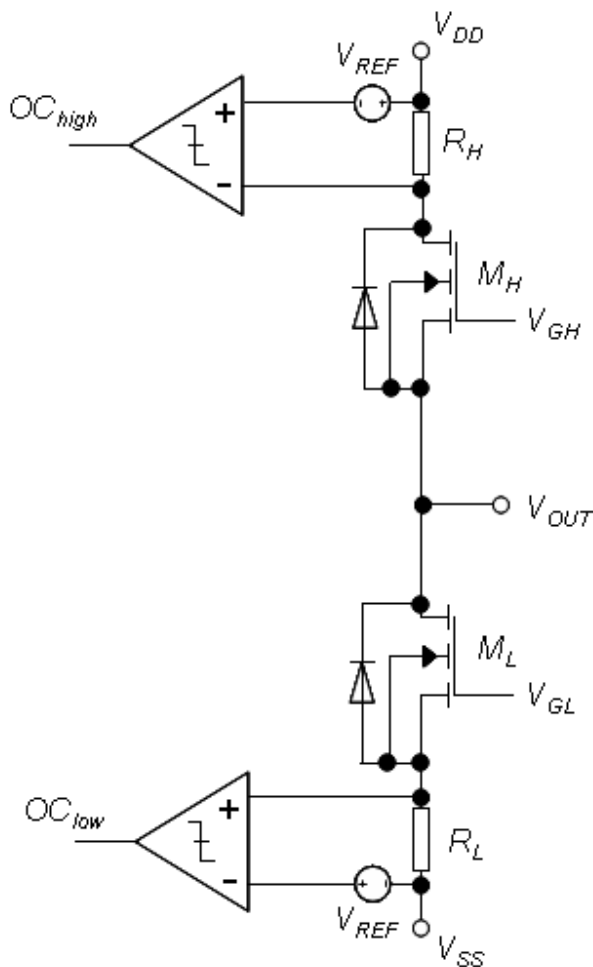 V_DD
V_REF
OC_high
+
-
R_H
M_H
V_GH
V_OUT
M_L
V_GL
OC_low
+
-
R_L
V_REF
V_SS